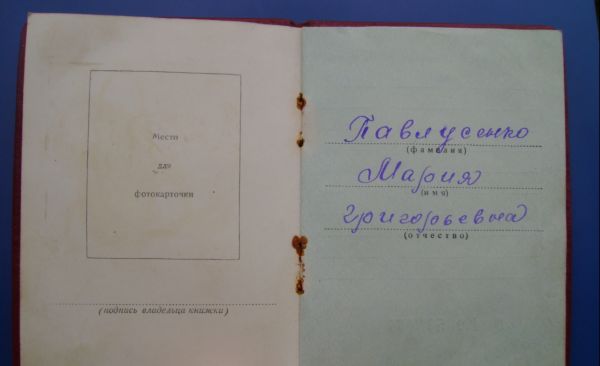 Место
для
фотокарточки
(подпись владельца книжки)
Павлусенко
(фамилия)
Мария
(имя)
Григорьевна
(отчество)